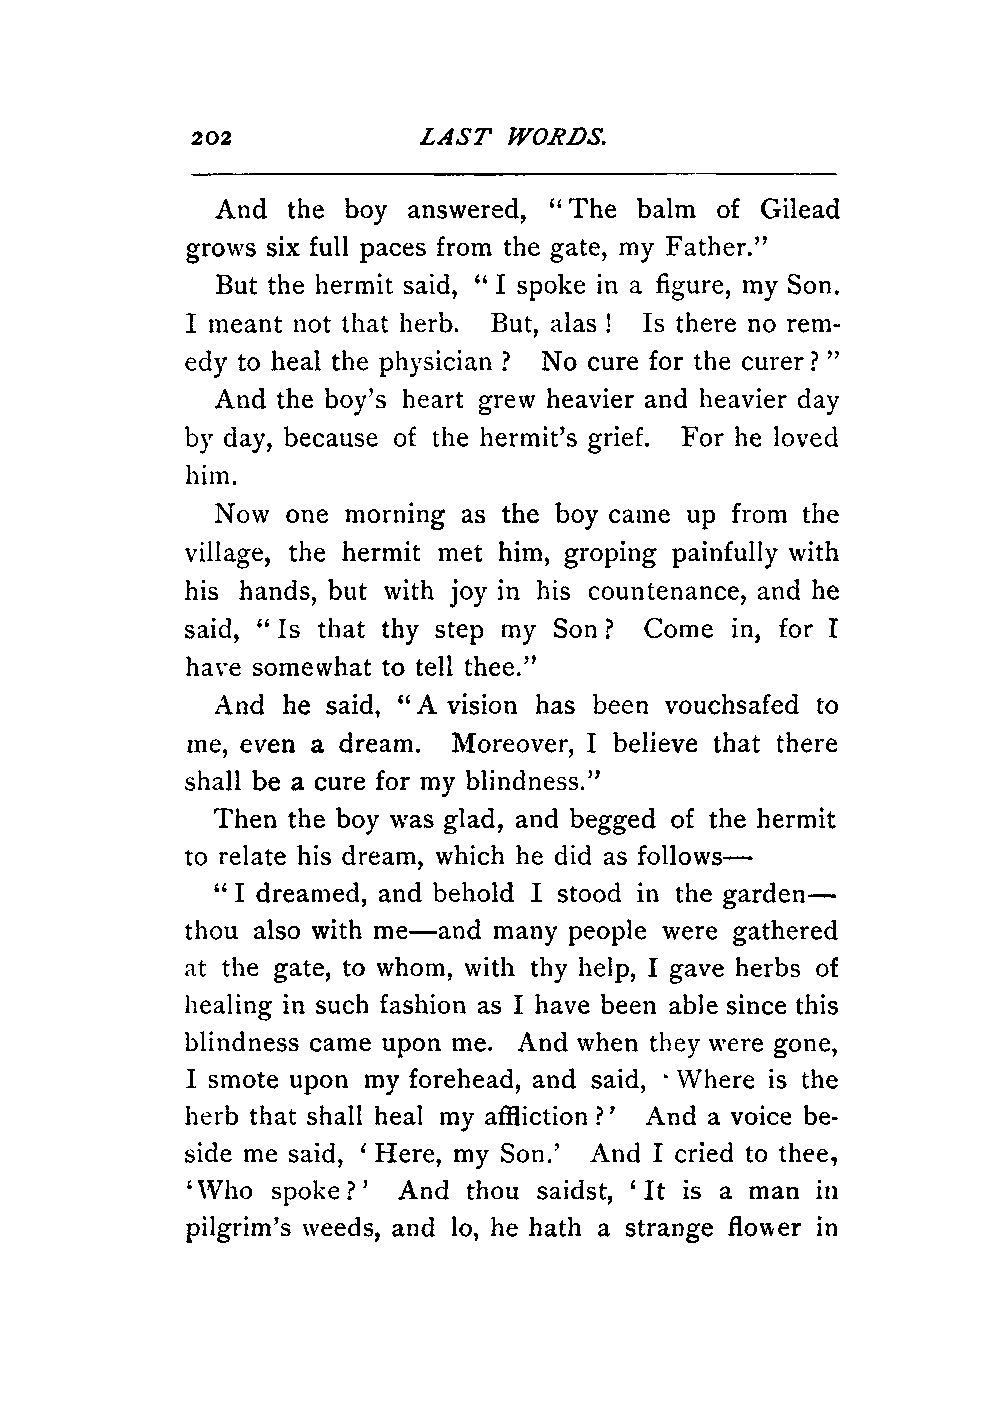 202 LAST WORDS.
And the boy answered, “The balm of Gilead
grows six full paces from the gate, my Father.”
But the hermit said, “I spoke in a figure, my Son.
I meant not that herb. But, alas! Is there no rem-
edy to heal the physician? No cure for the curer?”
And the boy's heart grew heavier and heavier day
by day, because of the hermit's grief. For he loved
him.
Now one morning as the boy came up from the
village, the hermit met him, groping painfully with
his hands, but with joy in his countenance, and he
said, “Is that thy step my Son? Come in, for I
have somewhat to tell thee.”
And he said, “A vision has been vouchsafed to
me, even a dream. Moreover, I believe that there
shall be a cure for my blindness.”
Then the boy was glad, and begged of the hermit
to relate his dream, which he did as follows—
“I dreamed, and behold I stood in the garden—
thou also with me—and many people were gathered
at the gate, to whom, with thy help, I gave herbs of
healing in such fashion as I have been able since this
blindness came upon me. And when they were gone,
I smote upon my forehead, and said, ‘Where is the
herb that shall heal my affliction?’ And a voice be-
side me said, ‘Here, my Son.’ And I cried to thee,
‘Who spoke?’ And thou saidst, ‘It is a man in
pilgrim's weeds, and lo, he hath a strange flower in